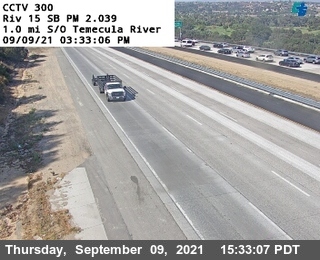 CCTV 300
Riv 15 SB PM 2.039
1.0 mi S/O Temecula River
09/09/21 03:33:06 PM
Thursday, September 09, 2021 15:33:07 PDT